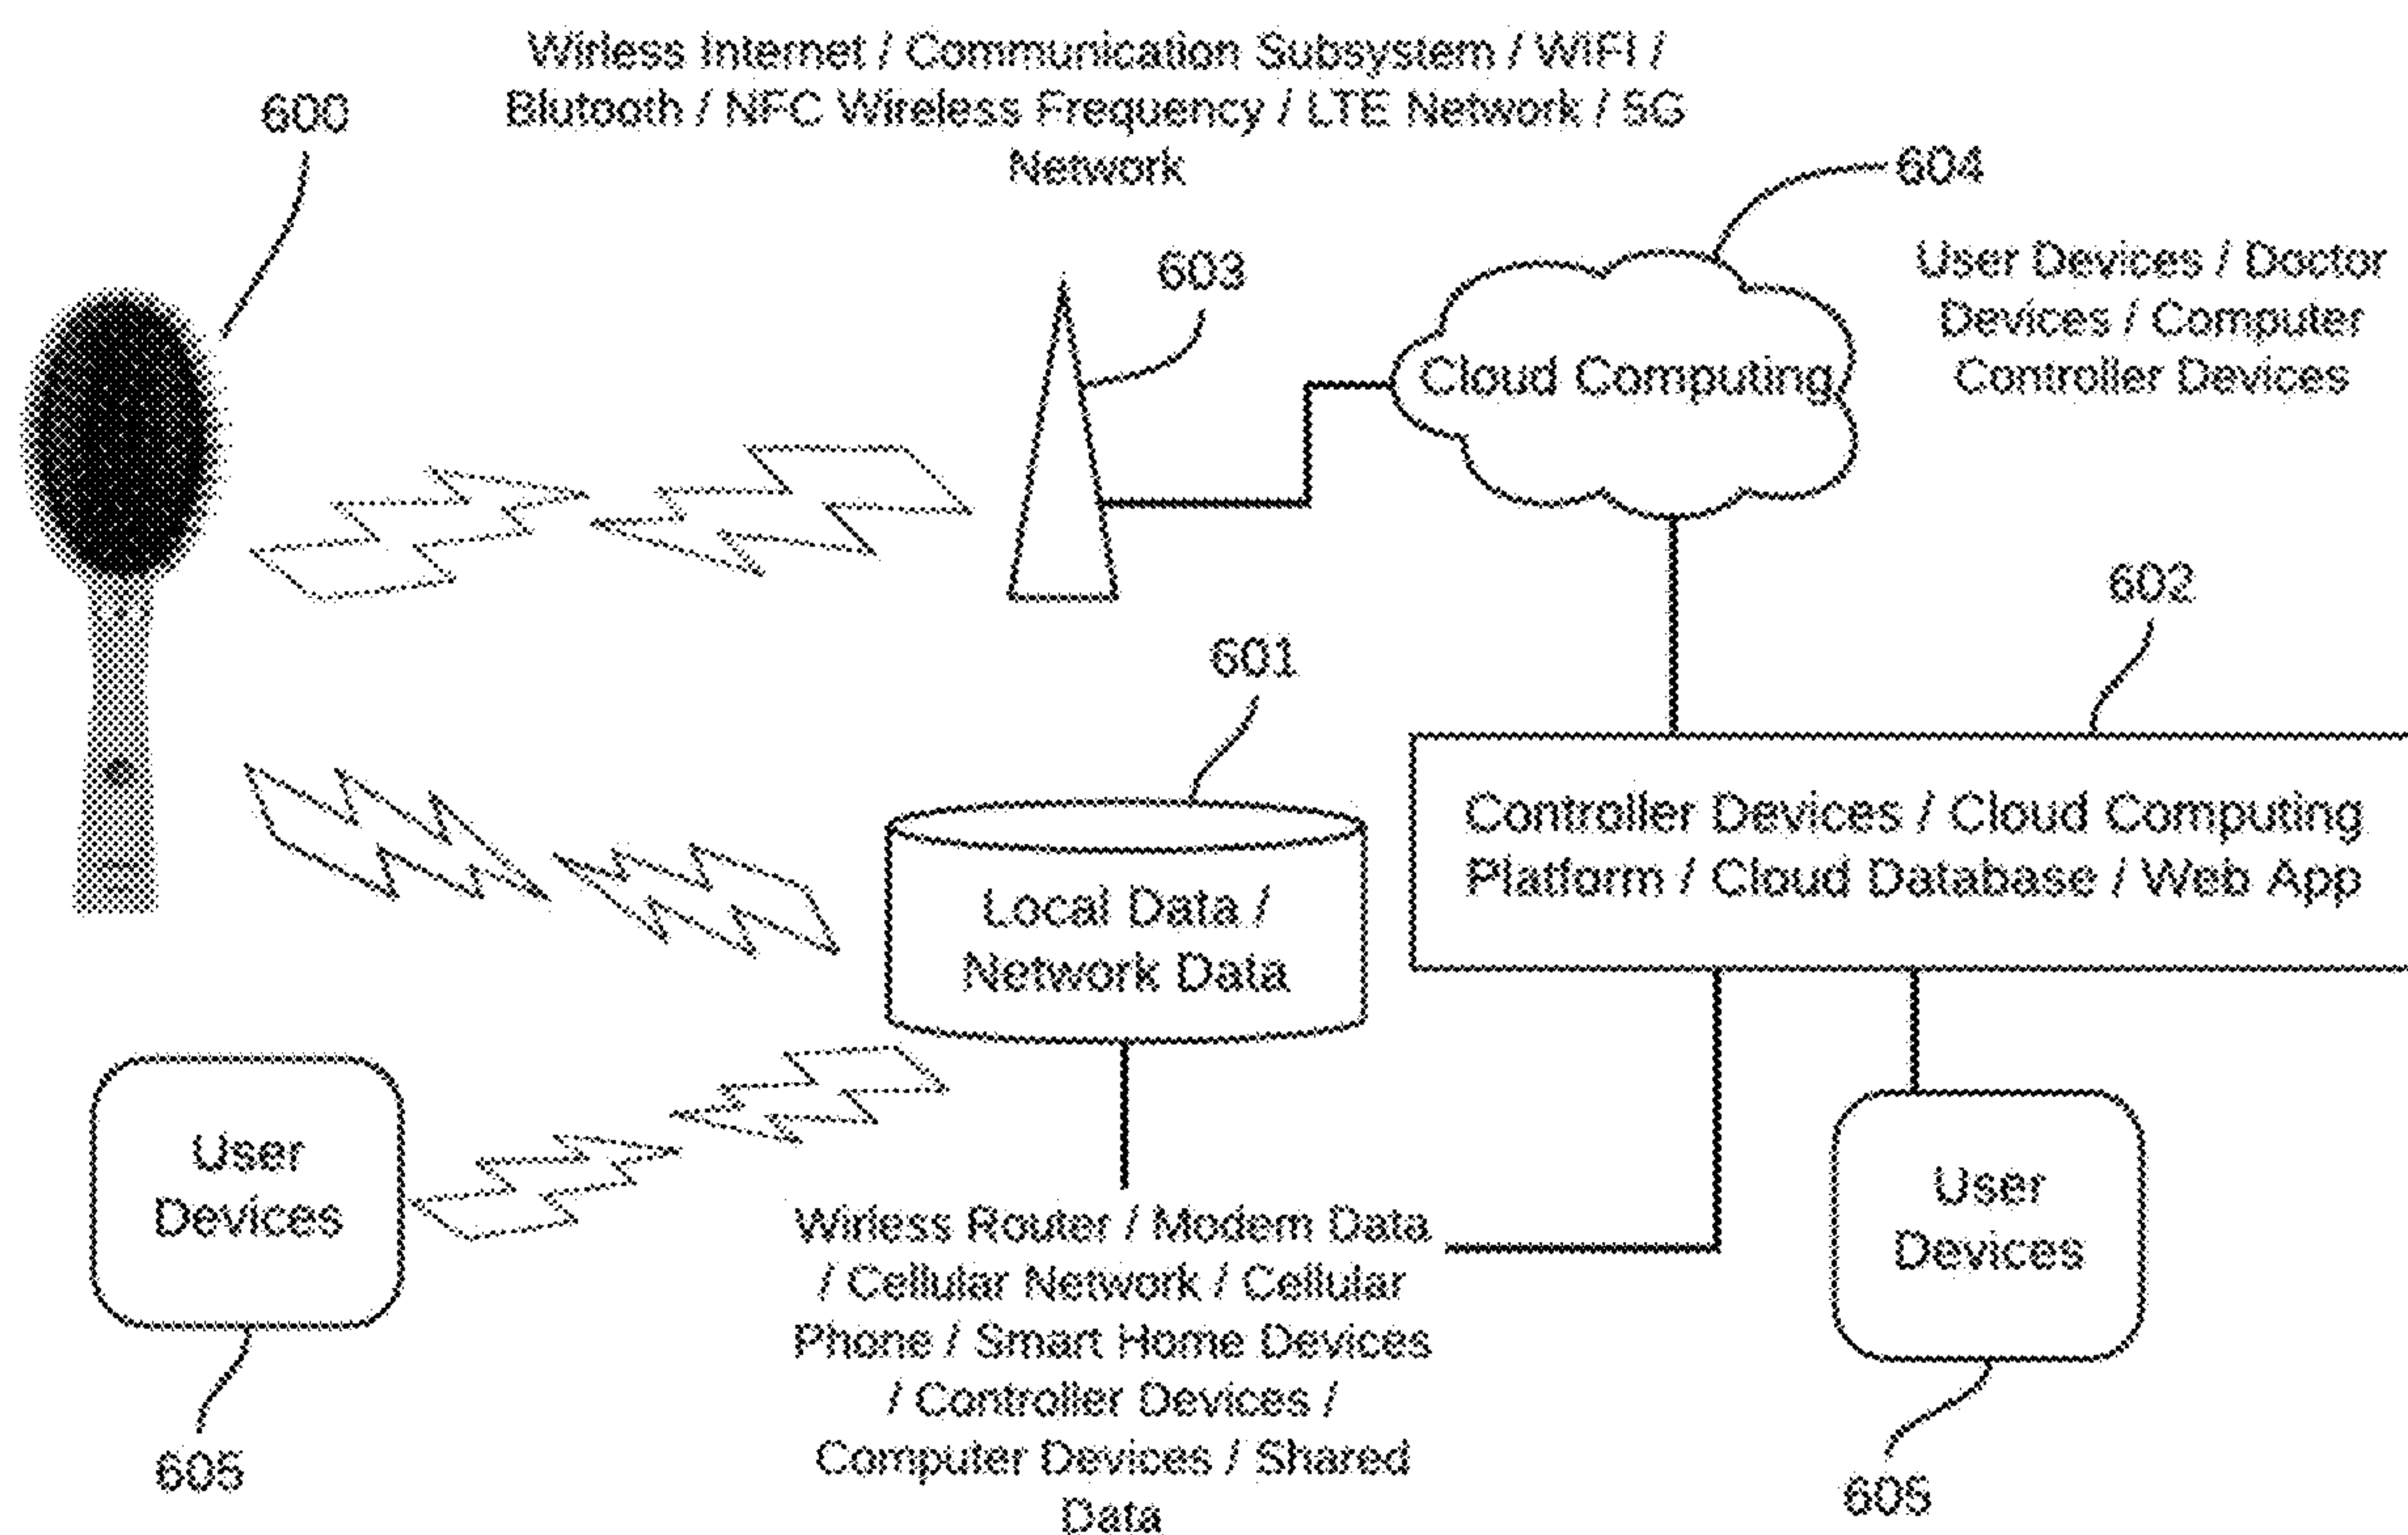 Wirless Internet / Communication Subsystem / WIFI /
Blutooth / NFC Wireless Frequency / LTE Network / 5G
Network
600
604
603
User Devices / Doctor
Devices / Computer
Controller Devices
Cloud Computing
602
601
Controller Devices / Cloud Computing
Platform / Cloud Database / Web App
Local Data /
Network Data
User
Devices
User
Devices
Wirless Router / Modem Data
/ Cellular Network / Cellular
Phone / Smart Home Devices
/ Controller Devices /
Computer Devices / Shared
Data
605
605